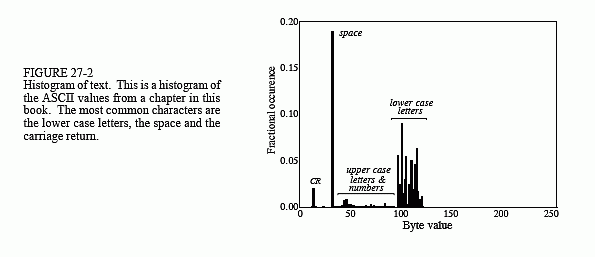 FIGURE 27-2
Histogram of text. This is a histogram of
the ASCII values from a chapter in this
book. The most common characters are
the lower case letters, the space and the
carriage return.
0.20
space
0.15
lower case
letters
Fractional occurence
0.10
0.05
upper case
letters &
numbers
CR
0.00
0
50
100
150
200
250
Byte value